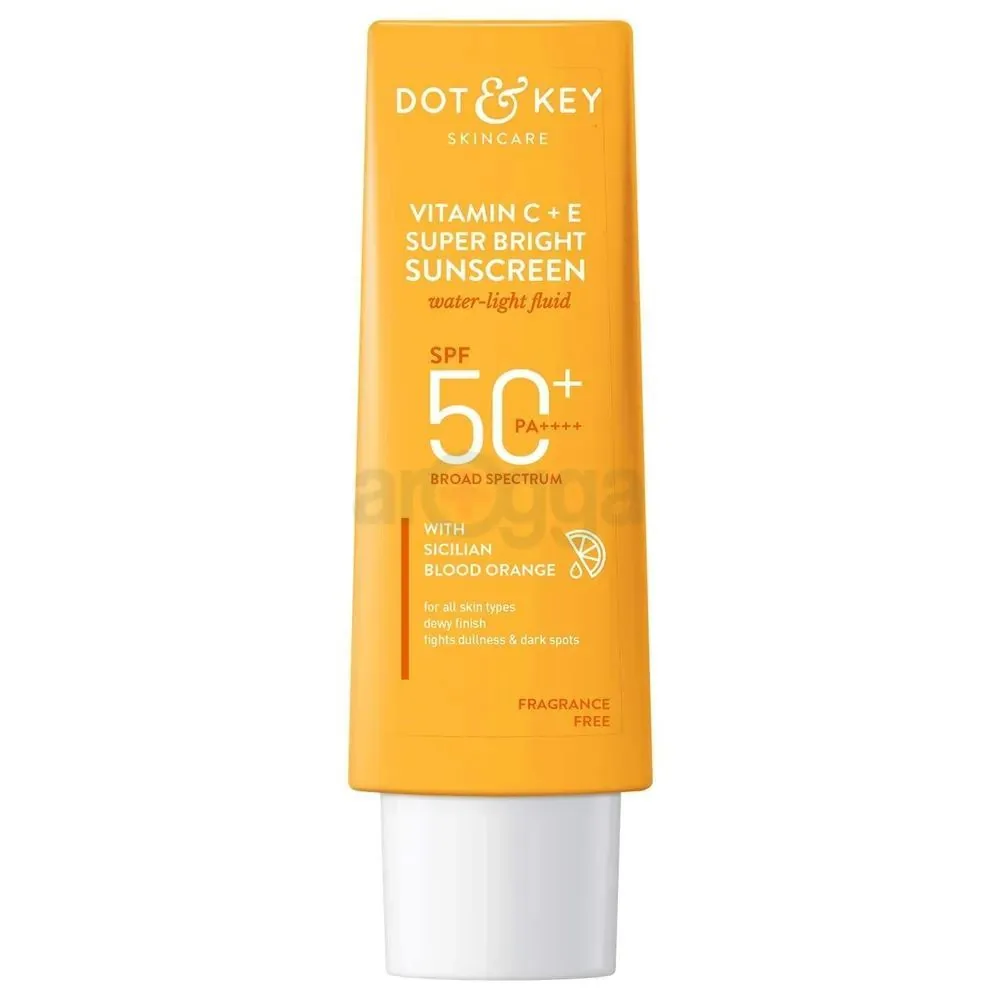 DOT & KEY
SKINCARE
VITAMIN C + E
SUPER BRIGHT
SUNSCREEN
water-light fluid
SPF
50+
PA++++
BROAD SPECTRUM
arogga
WITH
SICILIAN
BLOOD ORANGE
for all skin types
dewy finish
fights dullness & dark spots
FRAGRANCE
FREE